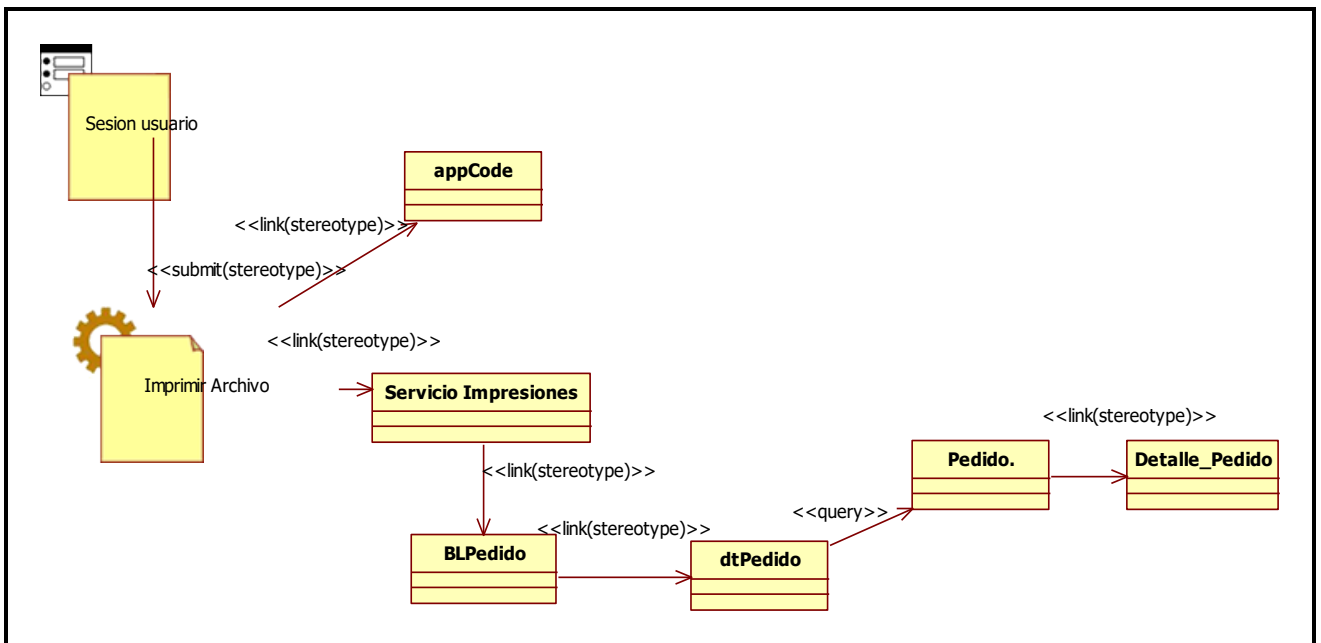 Sesion usuario
appCode
<<link(stereotype)>>
<<submit(stereotype)>>
<<link(stereotype)>>
Imprimir Archivo
Servicio Impresiones
<<link(stereotype)>>
Pedido.
Detalle_Pedido
<<link(stereotype)>>
<<query>>
<<link(stereotype)>>
BLPedido
dtPedido